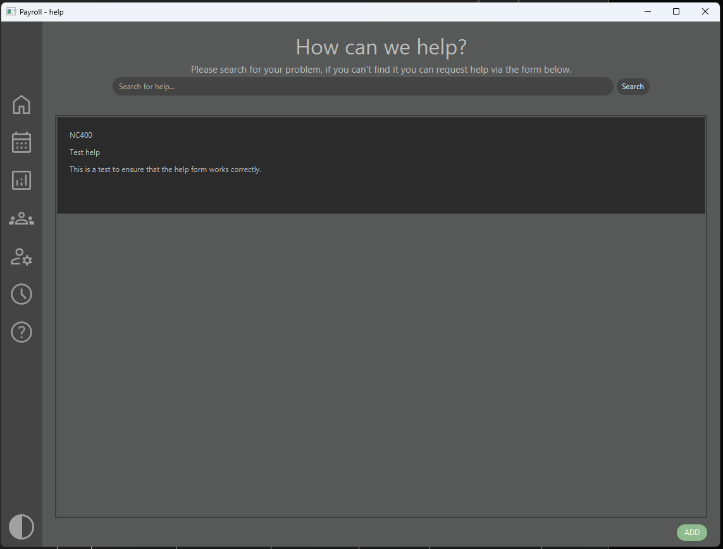 Payroll - help
How can we help?
Please search for your problem, if you can't find it you can request help via the form below.
Search for help...
Search
NC400
Test help
This is a test to ensure that the help form works correctly.
ADD